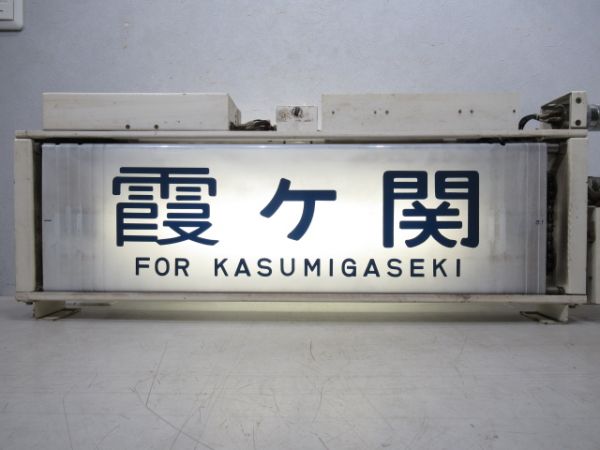 霞ケ関
FOR KASUMIGASEKI